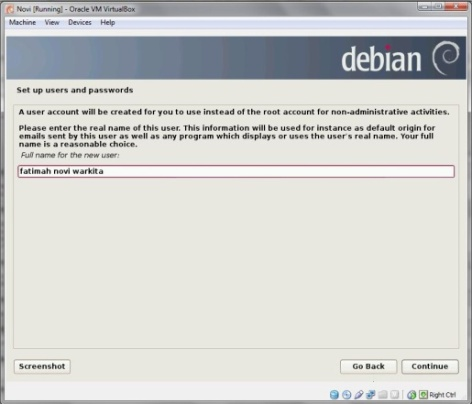 Novi [Running] - Oracle VM VirtualBox
Machine View Devices Help
debian
Set up users and passwords
A user account will be created for you to use instead of the root account for non-administrative activities.
Please enter the real name of this user. This information will be used for instance as default origin for
emails sent by this user as well as any program which displays or uses the user's real name. Your full
name is a reasonable choice.
Full name for the new user:
fatimah novi warkita
Screenshot
Go Back
Continue
Right Ctrl